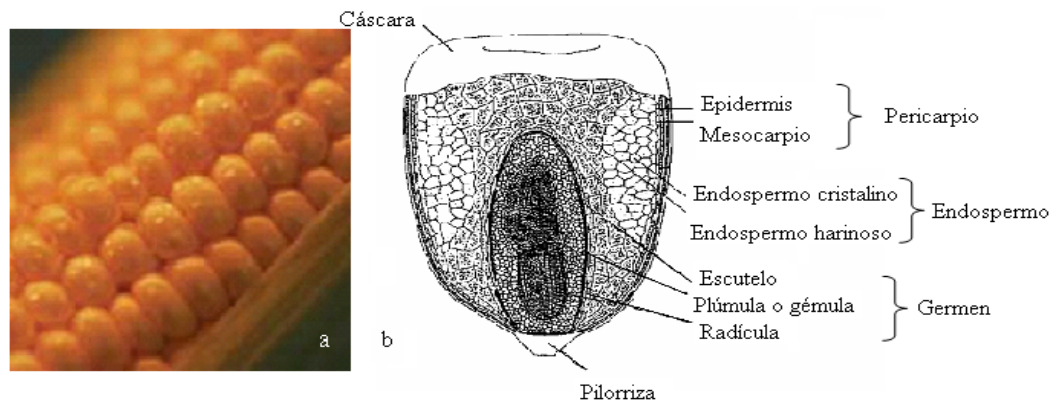 Cáscara
Epidermis
Mesocarpio
Pericarpio
Endospermo cristalino
Endospermo harinoso
Endospermo
Escutelo
Plúmula o gémula
Radícula
Germen
Pilorriza
a
b